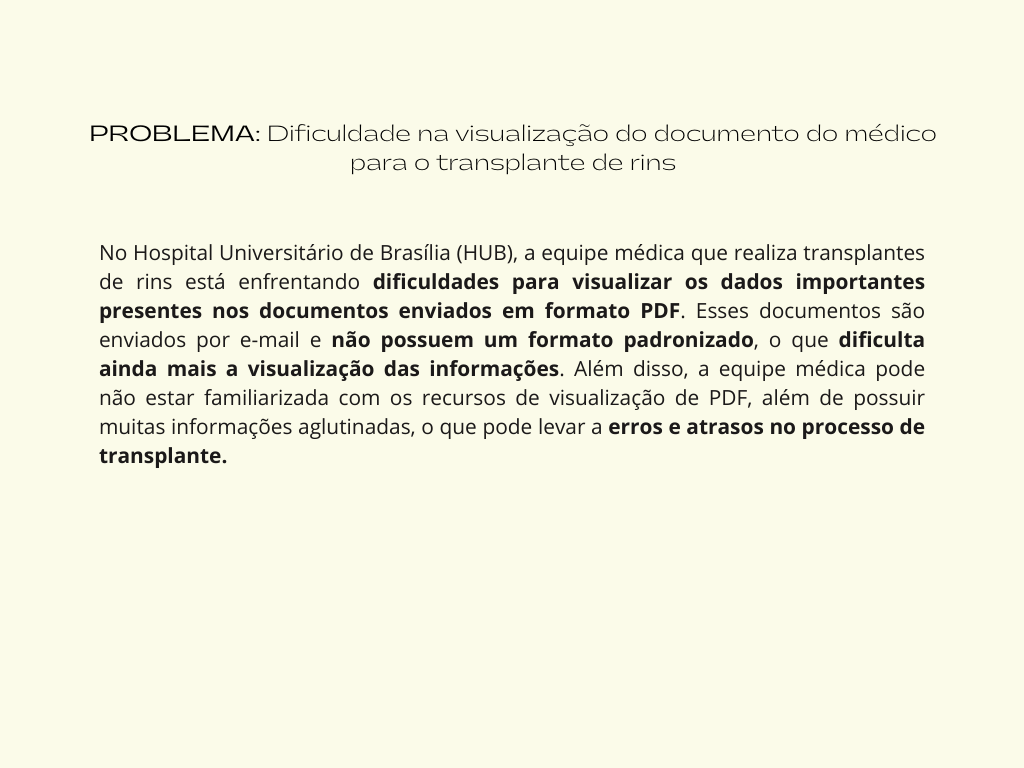 PROBLEMA: Dificuldade na visualização do documento do médico
para o transplante de rins
No Hospital Universitário de Brasília (HUB), a equipe médica que realiza transplantes
de rins está enfrentando dificuldades para visualizar os dados importantes
presentes nos documentos enviados em formato PDF. Esses documentos são
enviados por e-mail e não possuem um formato padronizado, o que dificulta
ainda mais a visualização das informações. Além disso, a equipe médica pode
não estar familiarizada com os recursos de visualização de PDF, além de possuir
muitas informações aglutinadas, o que pode levar a erros e atrasos no processo de
transplante.